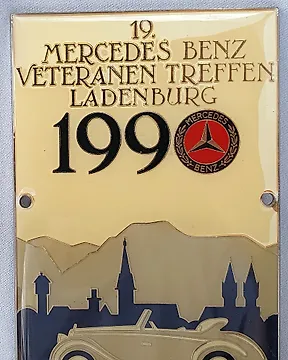 19.
MERCEDES BENZ
VETERANEN TREFFEN
LADENBURG
1990
MERCEDES
BENZ